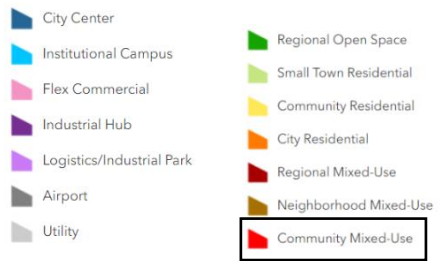 City Center
Institutional Campus
Flex Commercial
Industrial Hub
Logistics/Industrial Park
Airport
Utility
Regional Open Space
Small Town Residential
Community Residential
City Residential
Regional Mixed-Use
Neighborhood Mixed-Use
Community Mixed-Use